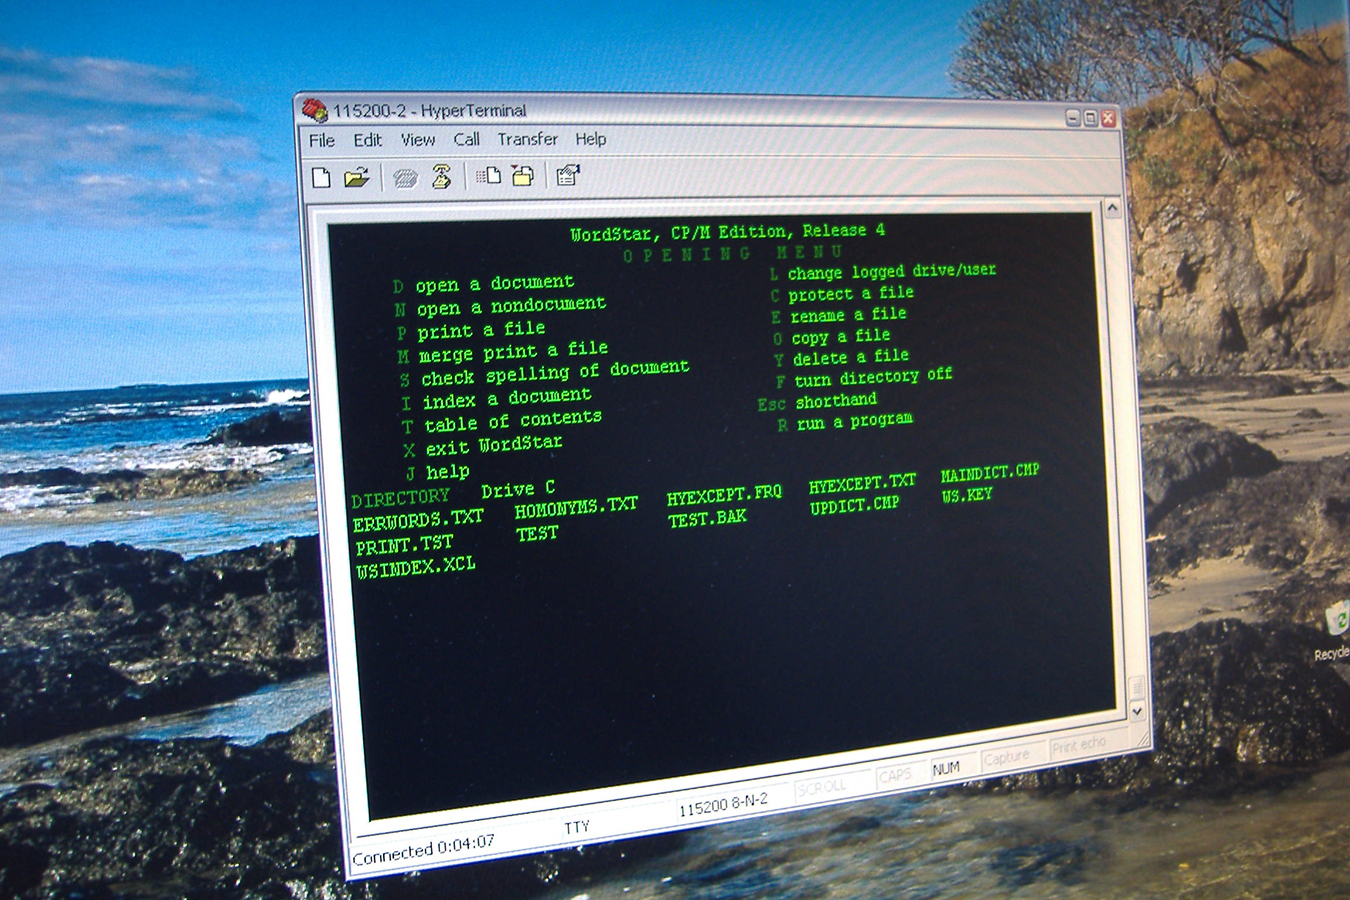 115200-2 - HyperTerminal
File Edit View Call Transfer Help
WordStar, CP/M Edition, Release 4
O P E N I N G   M E N U
D open a document L change logged drive/user
N open a nondocument C protect a file
P print a file E rename a file
M merge print a file O copy a file
S check spelling of document Y delete a file
I index a document F turn directory off
T table of contents Esc shorthand
X exit WordStar R run a program
J help
DIRECTORY Drive C
ERRWORDS.TXT HOMONYMS.TXT HYEXCEPT.FRQ HYEXCEPT.TXT MAINDICT.CMP
PRINT.TST TEST TEST.BAK UPDICT.CMP WS.KEY
WSINDEX.XCL
Connected 0:04:07 TTY 115200 8-N-2 SCROLL CAPS NUM Capture Print echo
Recycle